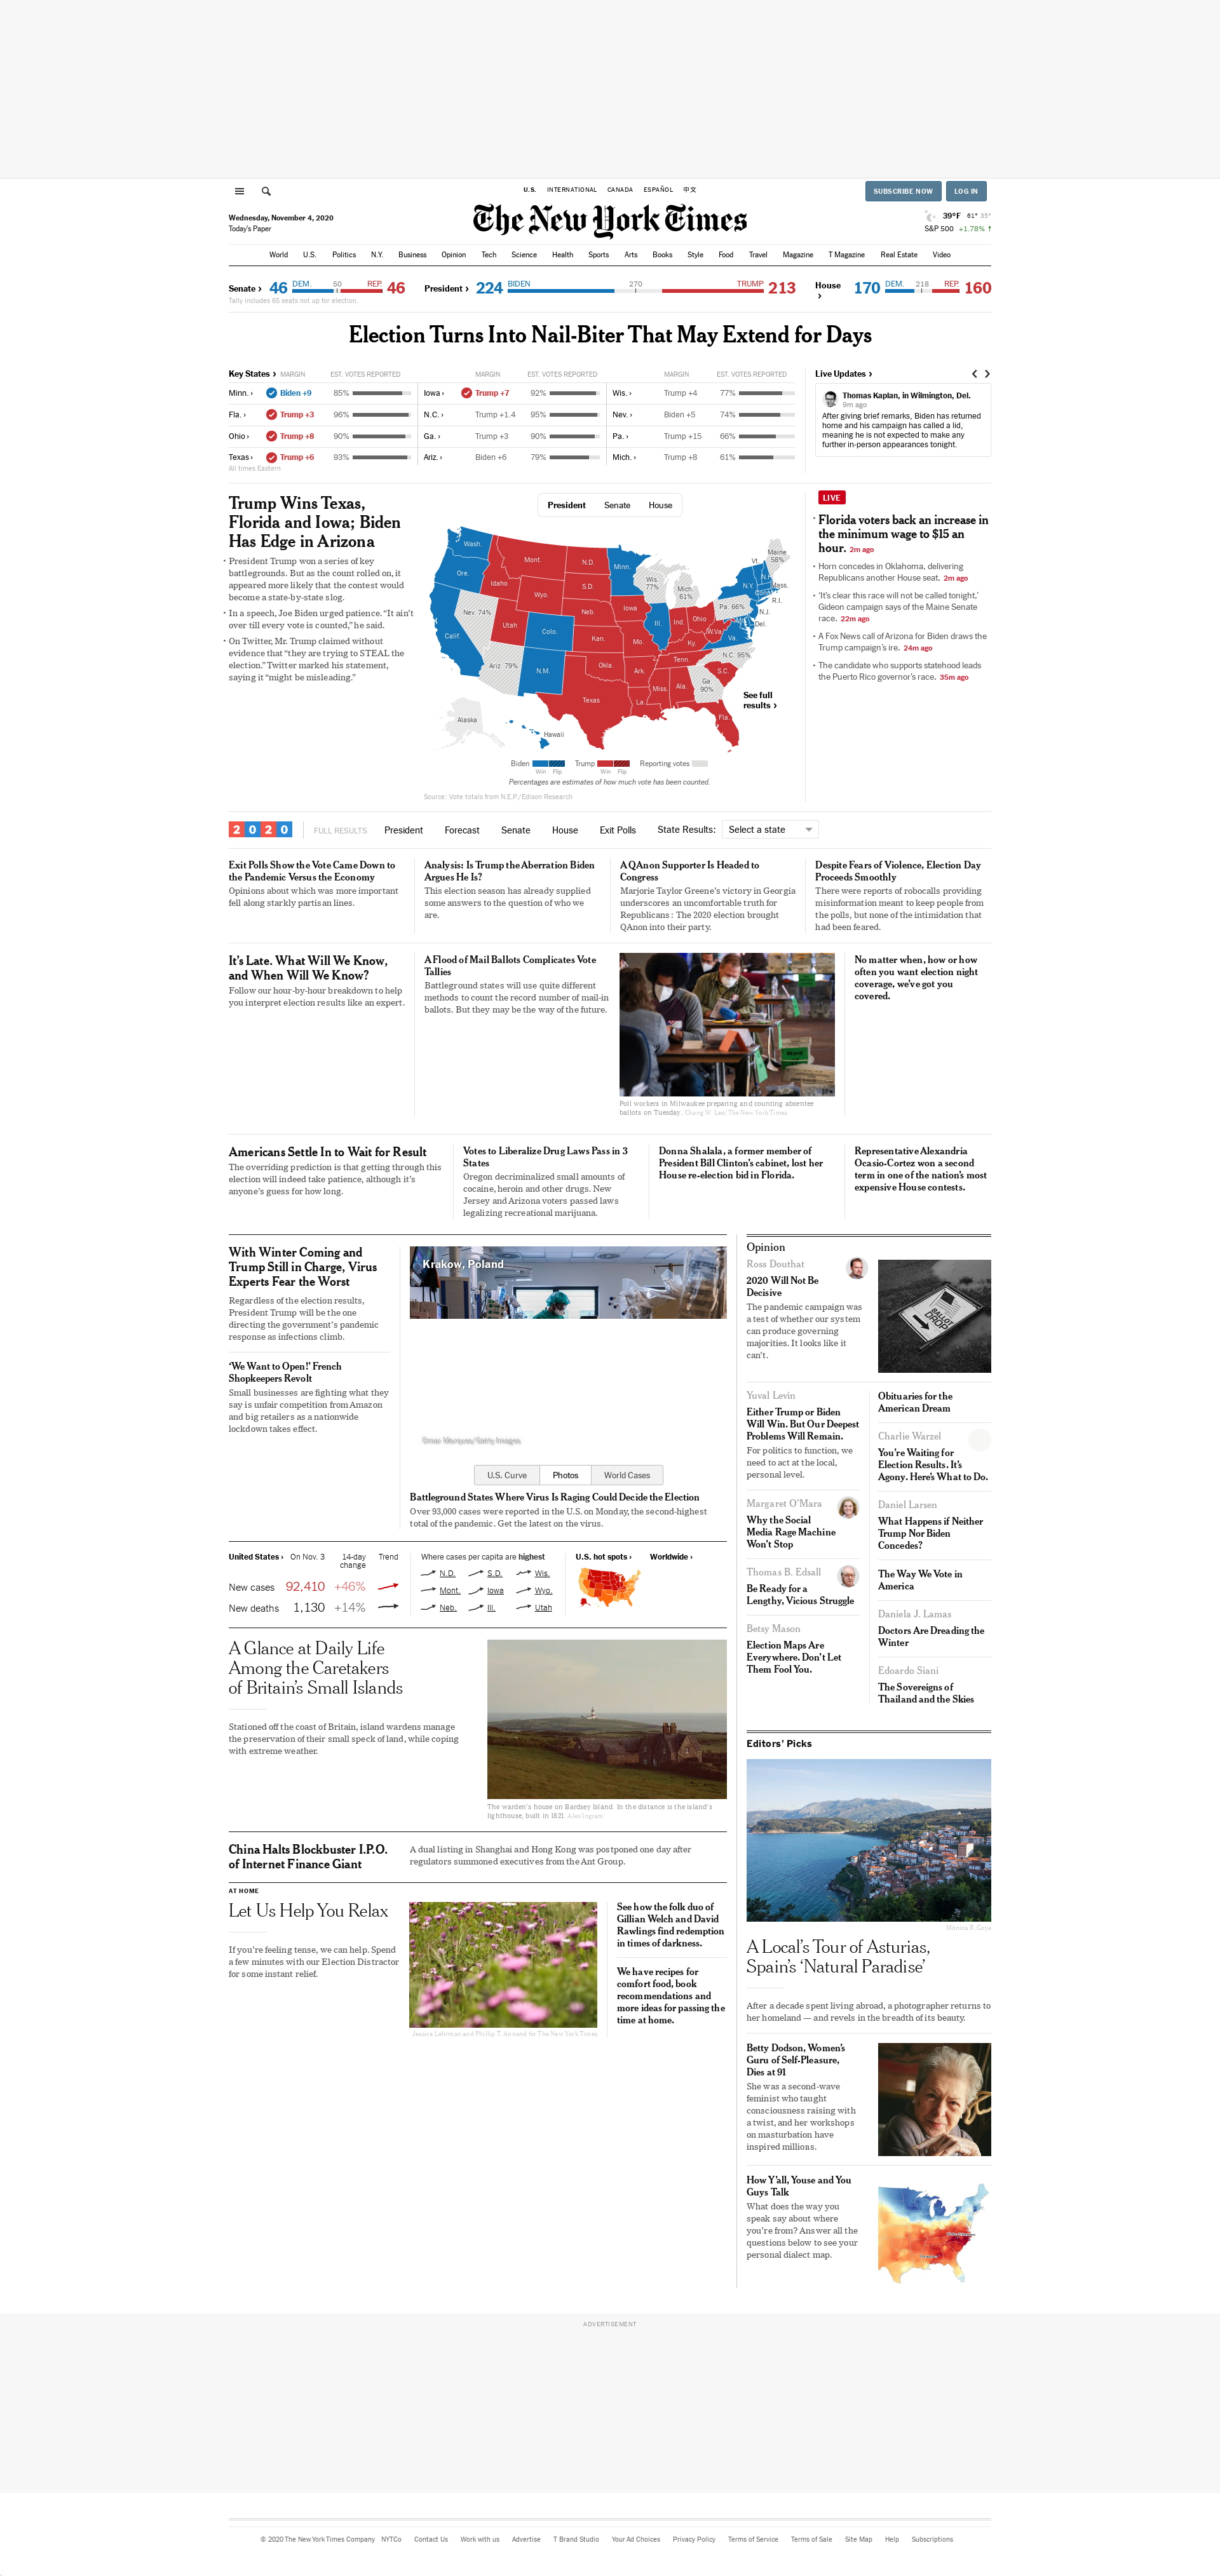 U.S. INTERNATIONAL CANADA ESPAÑOL 中文
SUBSCRIBE NOW LOG IN
Wednesday, November 4, 2020
Today's Paper
The New York Times
39°F 61° 35°
S&P 500 +1.78% ↑
World U.S. Politics N.Y. Business Opinion Tech Science Health Sports Arts Books Style Food Travel Magazine T Magazine Real Estate Video
Senate › 46 DEM. 50 REP. 46
Tally includes 65 seats not up for election.
President › 224 BIDEN 270 TRUMP 213
House › 170 DEM. 218 REP. 160
Election Turns Into Nail-Biter That May Extend for Days
Key States › MARGIN EST. VOTES REPORTED MARGIN EST. VOTES REPORTED MARGIN EST. VOTES REPORTED
Minn. › Biden +9 85% Iowa › Trump +7 92% Wis. › Trump +4 77%
Fla. › Trump +3 96% N.C. › Trump +1.4 95% Nev. › Biden +5 74%
Ohio › Trump +8 90% Ga. › Trump +3 90% Pa. › Trump +15 66%
Texas › Trump +6 93% Ariz. › Biden +6 79% Mich. › Trump +8 61%
All times Eastern
Live Updates ›
Thomas Kaplan, in Wilmington, Del.
9m ago
After giving brief remarks, Biden has returned
home and his campaign has called a lid,
meaning he is not expected to make any
further in-person appearances tonight.
Trump Wins Texas,
Florida and Iowa; Biden
Has Edge in Arizona
• President Trump won a series of key
battlegrounds. But as the count rolled on, it
appeared more likely that the contest would
become a state-by-state slog.
• In a speech, Joe Biden urged patience. “It ain't
over till every vote is counted,” he said.
• On Twitter, Mr. Trump claimed without
evidence that “they are trying to STEAL the
election.” Twitter marked his statement,
saying it “might be misleading.”
President Senate House
Wash.
Ore.
Calif.
Nev. 74%
Idaho
Mont.
Wyo.
Utah
Ariz. 79%
Colo.
N.M.
N.D.
S.D.
Neb.
Kan.
Okla.
Texas
Minn.
Iowa
Mo.
Ark.
La.
Wis.
77%
Ill.
Mich.
61%
Ind.
Ohio
Ky.
Tenn.
Miss.
Ala.
Ga.
90%
Fla.
S.C.
N.C. 95%
Va.
W.Va.
Pa. 66%
N.Y.
Vt.
Maine
58%
Mass.
R.I.
N.J.
Del.
Alaska
Hawaii
See full
results ›
Biden Trump Reporting votes
Win Flip Win Flip
Percentages are estimates of how much vote has been counted.
Source: Vote totals from N.E.P./Edison Research
LIVE
• Florida voters back an increase in
the minimum wage to $15 an
hour. 2m ago
• Horn concedes in Oklahoma, delivering
Republicans another House seat. 2m ago
• ‘It's clear this race will not be called tonight,’
Gideon campaign says of the Maine Senate
race. 22m ago
• A Fox News call of Arizona for Biden draws the
Trump campaign's ire. 24m ago
• The candidate who supports statehood leads
the Puerto Rico governor's race. 35m ago
2020 FULL RESULTS President Forecast Senate House Exit Polls State Results: Select a state
Exit Polls Show the Vote Came Down to
the Pandemic Versus the Economy
Opinions about which was more important
fell along starkly partisan lines.
Analysis: Is Trump the Aberration Biden
Argues He Is?
This election season has already supplied
some answers to the question of who we
are.
A QAnon Supporter Is Headed to
Congress
Marjorie Taylor Greene's victory in Georgia
underscores an uncomfortable truth for
Republicans: The 2020 election brought
QAnon into their party.
Despite Fears of Violence, Election Day
Proceeds Smoothly
There were reports of robocalls providing
misinformation meant to keep people from
the polls, but none of the intimidation that
had been feared.
It's Late. What Will We Know,
and When Will We Know?
Follow our hour-by-hour breakdown to help
you interpret election results like an expert.
A Flood of Mail Ballots Complicates Vote
Tallies
Battleground states will use quite different
methods to count the record number of mail-in
ballots. But they may be the way of the future.
Poll workers in Milwaukee preparing and counting absentee
ballots on Tuesday. Chang W. Lee/The New York Times
No matter when, how or how
often you want election night
coverage, we've got you
covered.
Americans Settle In to Wait for Result
The overriding prediction is that getting through this
election will indeed take patience, although it's
anyone's guess for how long.
Votes to Liberalize Drug Laws Pass in 3
States
Oregon decriminalized small amounts of
cocaine, heroin and other drugs. New
Jersey and Arizona voters passed laws
legalizing recreational marijuana.
Donna Shalala, a former member of
President Bill Clinton's cabinet, lost her
House re-election bid in Florida.
Representative Alexandria
Ocasio-Cortez won a second
term in one of the nation's most
expensive House contests.
With Winter Coming and
Trump Still in Charge, Virus
Experts Fear the Worst
Regardless of the election results,
President Trump will be the one
directing the government's pandemic
response as infections climb.
‘We Want to Open!’ French
Shopkeepers Revolt
Small businesses are fighting what they
say is unfair competition from Amazon
and big retailers as a nationwide
lockdown takes effect.
Krakow, Poland
Omar Marques/Getty Images
U.S. Curve Photos World Cases
Battleground States Where Virus Is Raging Could Decide the Election
Over 93,000 cases were reported in the U.S. on Monday, the second-highest
total of the pandemic. Get the latest on the virus.
United States › On Nov. 3 14-day change Trend
New cases 92,410 +46%
New deaths 1,130 +14%
Where cases per capita are highest
N.D. S.D. Wis.
Mont. Iowa Wyo.
Neb. Ill. Utah
U.S. hot spots › Worldwide ›
A Glance at Daily Life
Among the Caretakers
of Britain's Small Islands
Stationed off the coast of Britain, island wardens manage
the preservation of their small speck of land, while coping
with extreme weather.
The warden's house on Bardsey Island. In the distance is the island's
lighthouse, built in 1821. Alex Ingram
China Halts Blockbuster I.P.O.
of Internet Finance Giant
A dual listing in Shanghai and Hong Kong was postponed one day after
regulators summoned executives from the Ant Group.
AT HOME
Let Us Help You Relax
If you're feeling tense, we can help. Spend
a few minutes with our Election Distractor
for some instant relief.
Jessica Lehrman and Phillip T. Annand for The New York Times
See how the folk duo of
Gillian Welch and David
Rawlings find redemption
in times of darkness.
We have recipes for
comfort food, book
recommendations and
more ideas for passing the
time at home.
Opinion
Ross Douthat
2020 Will Not Be
Decisive
The pandemic campaign was
a test of whether our system
can produce governing
majorities. It looks like it
can't.
BALLOT
DROP
Yuval Levin
Either Trump or Biden
Will Win. But Our Deepest
Problems Will Remain.
For politics to function, we
need to act at the local,
personal level.
Margaret O'Mara
Why the Social
Media Rage Machine
Won't Stop
Thomas B. Edsall
Be Ready for a
Lengthy, Vicious Struggle
Betsy Mason
Election Maps Are
Everywhere. Don't Let
Them Fool You.
Obituaries for the
American Dream
Charlie Warzel
You're Waiting for
Election Results. It's
Agony. Here's What to Do.
Daniel Larsen
What Happens if Neither
Trump Nor Biden
Concedes?
The Way We Vote in
America
Daniela J. Lamas
Doctors Are Dreading the
Winter
Edoardo Siani
The Sovereigns of
Thailand and the Skies
Editors' Picks
Mónica R. Goya
A Local's Tour of Asturias,
Spain's ‘Natural Paradise’
After a decade spent living abroad, a photographer returns to
her homeland — and revels in the breadth of its beauty.
Betty Dodson, Women's
Guru of Self-Pleasure,
Dies at 91
She was a second-wave
feminist who taught
consciousness raising with
a twist, and her workshops
on masturbation have
inspired millions.
How Y'all, Youse and You
Guys Talk
What does the way you
speak say about where
you're from? Answer all the
questions below to see your
personal dialect map.
ADVERTISEMENT
© 2020 The New York Times Company NYTCo Contact Us Work with us Advertise T Brand Studio Your Ad Choices Privacy Policy Terms of Service Terms of Sale Site Map Help Subscriptions